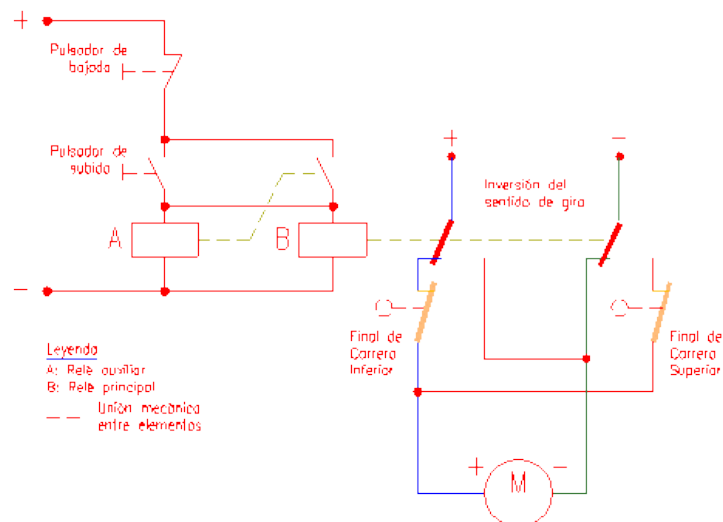 +
Pulsador de
bajada
Pulsador de
subida
A
B
-
+
-
Inversión del
sentido de giro
Final de
Carrera
Inferior
Final de
Carrera
Superior
Leyenda
A: Relé auxiliar
B: Relé principal
Unión mecánica
entre elementos
+
M
-